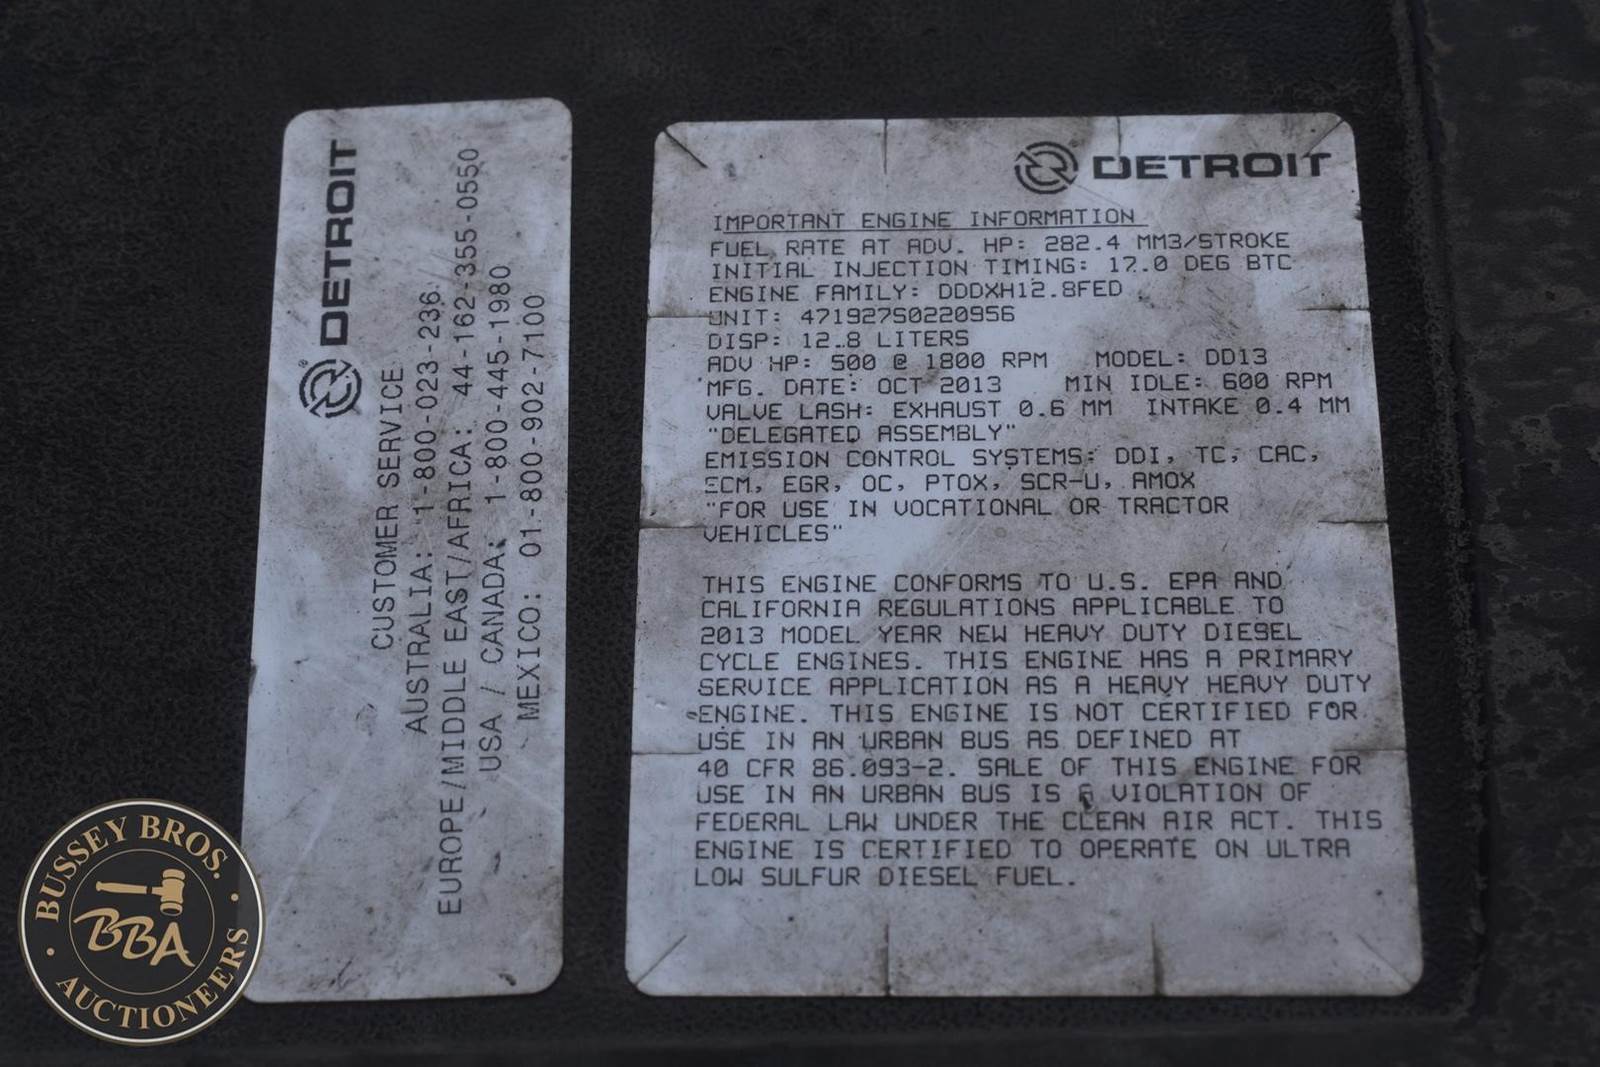 DETROIT
CUSTOMER SERVICE
AUSTRALIA: 1-800-023-236
EUROPE/MIDDLE EAST/AFRICA: 44-162-355-0550
USA / CANADA: 1-800-445-1980
MEXICO: 01-800-902-7100
DETROIT
IMPORTANT ENGINE INFORMATION
FUEL RATE AT ADV. HP: 282.4 MM3/STROKE
INITIAL INJECTION TIMING: 17.0 DEG BTC
ENGINE FAMILY: DDDXH12.8FED
UNIT: 471927S0220956
DISP: 12.8 LITERS
ADV HP: 500 @ 1800 RPM MODEL: DD13
MFG. DATE: OCT 2013 MIN IDLE: 600 RPM
VALVE LASH: EXHAUST 0.6 MM INTAKE 0.4 MM
"DELEGATED ASSEMBLY"
EMISSION CONTROL SYSTEMS: DDI, TC, CAC,
ECM, EGR, OC, PTOX, SCR-U, AMOX
"FOR USE IN VOCATIONAL OR TRACTOR
VEHICLES"
THIS ENGINE CONFORMS TO U.S. EPA AND
CALIFORNIA REGULATIONS APPLICABLE TO
2013 MODEL YEAR NEW HEAVY DUTY DIESEL
CYCLE ENGINES. THIS ENGINE HAS A PRIMARY
SERVICE APPLICATION AS A HEAVY HEAVY DUTY
ENGINE. THIS ENGINE IS NOT CERTIFIED FOR
USE IN AN URBAN BUS AS DEFINED AT
40 CFR 86.093-2. SALE OF THIS ENGINE FOR
USE IN AN URBAN BUS IS A VIOLATION OF
FEDERAL LAW UNDER THE CLEAN AIR ACT. THIS
ENGINE IS CERTIFIED TO OPERATE ON ULTRA
LOW SULFUR DIESEL FUEL.
BUSSEY BROS.
BBA
AUCTIONEERS